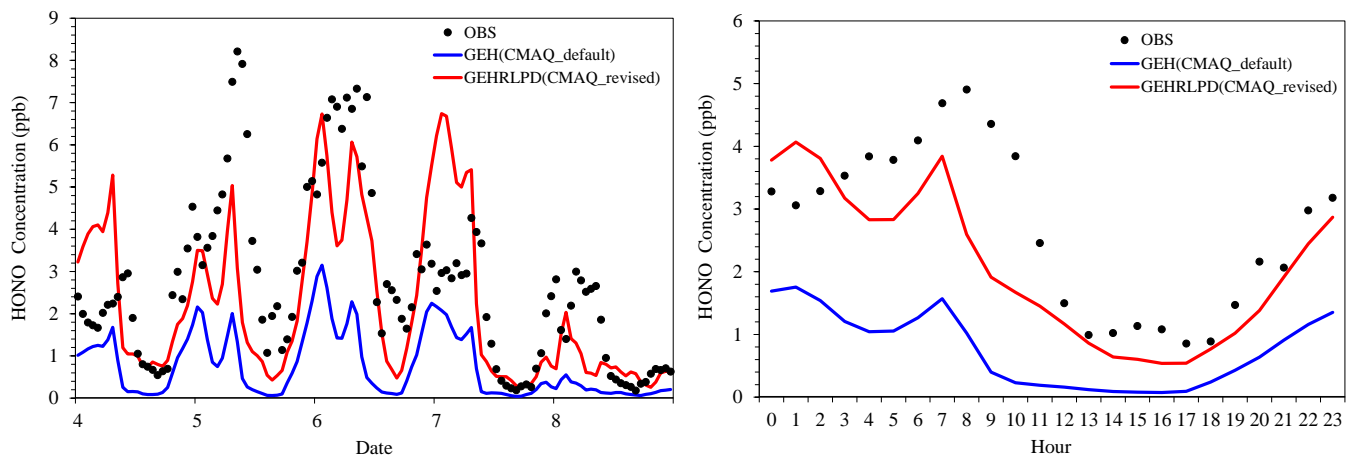 9
8
7
6
5
4
3
2
1
0
HONO Concentration (ppb)
OBS
GEH(CMAQ_default)
GEHRLPD(CMAQ_revised)
4 5 6 7 8
Date
6
5
4
3
2
1
0
HONO Concentration (ppb)
OBS
GEH(CMAQ_default)
GEHRLPD(CMAQ_revised)
0 1 2 3 4 5 6 7 8 9 10 11 12 13 14 15 16 17 18 19 20 21 22 23
Hour